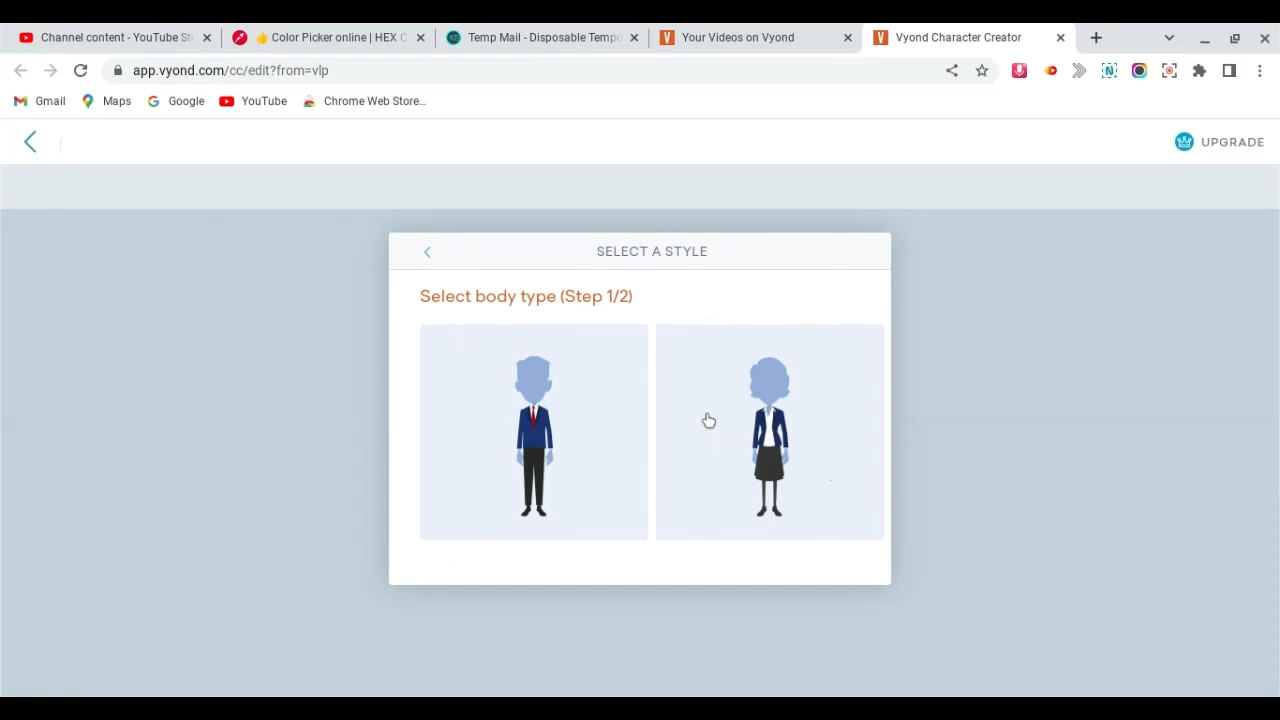 Channel content - YouTube St
👍 Color Picker online | HEX C
Temp Mail - Disposable Tempo
Your Videos on Vyond
Vyond Character Creator
app.vyond.com/cc/edit?from=vlp
Gmail
Maps
Google
YouTube
Chrome Web Store...
UPGRADE
SELECT A STYLE
Select body type (Step 1/2)